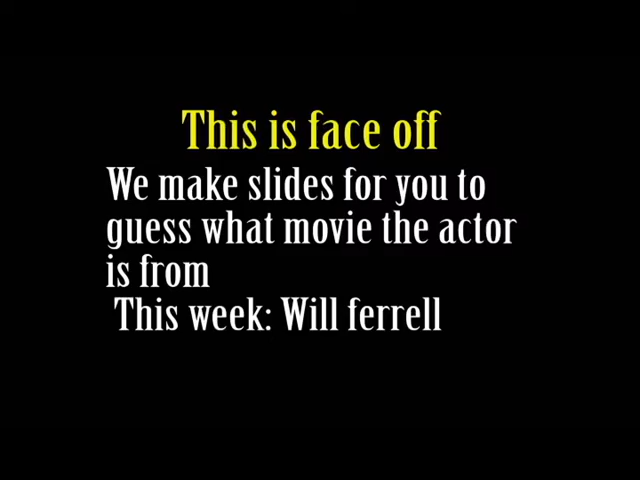 This is face off
We make slides for you to
guess what movie the actor
is from
This week: Will ferrell